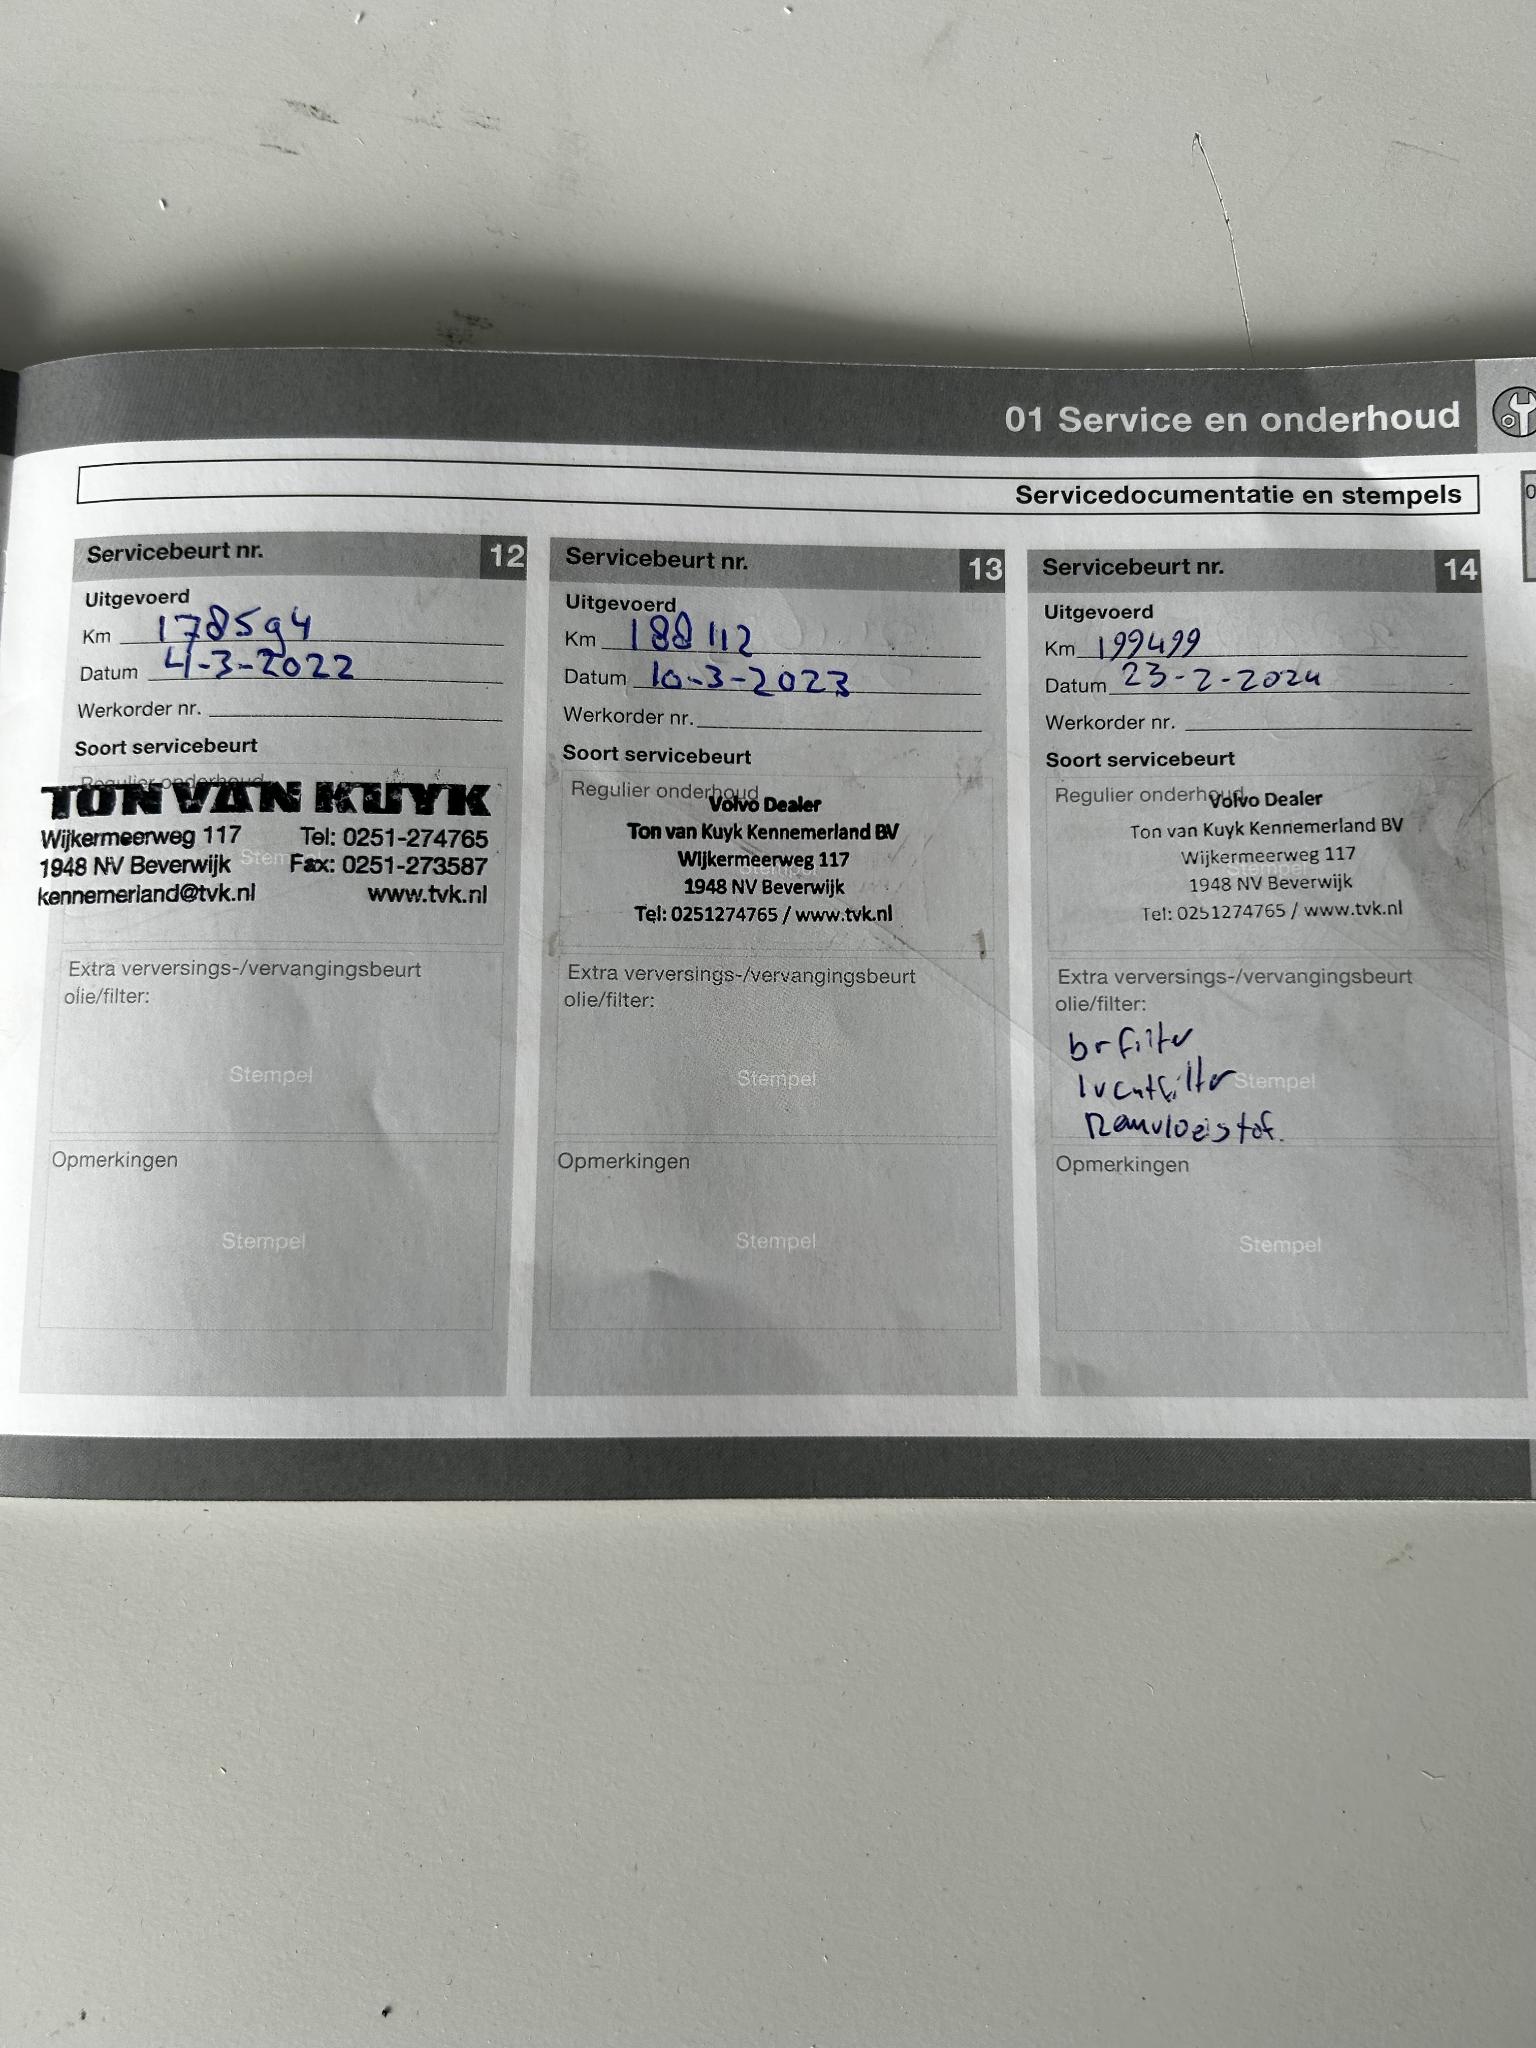 01 Service en onderhoud
Servicedocumentatie en stempels
Servicebeurt nr. 12
Uitgevoerd
Km 178594
Datum 4-3-2022
Werkorder nr.
Soort servicebeurt
Regulier onderhoud
TON VAN KUYK
Wijkermeerweg 117 Tel: 0251-274765
1948 NV Beverwijk Fax: 0251-273587
kennemerland@tvk.nl www.tvk.nl
Extra verversings-/vervangingsbeurt
olie/filter:
Stempel
Opmerkingen
Stempel
Servicebeurt nr. 13
Uitgevoerd
Km 188112
Datum 10-3-2023
Werkorder nr.
Soort servicebeurt
Regulier onderhoud
Volvo Dealer
Ton van Kuyk Kennemerland BV
Wijkermeerweg 117
Stempel
1948 NV Beverwijk
Tel: 0251274765 / www.tvk.nl
Extra verversings-/vervangingsbeurt
olie/filter:
Stempel
Opmerkingen
Stempel
Servicebeurt nr. 14
Uitgevoerd
Km 199499
Datum 23-2-2024
Werkorder nr.
Soort servicebeurt
Regulier onderhoud
Volvo Dealer
Ton van Kuyk Kennemerland BV
Wijkermeerweg 117
Stempel
1948 NV Beverwijk
Tel: 0251274765 / www.tvk.nl
Extra verversings-/vervangingsbeurt
olie/filter:
br filter
luchtfilter
Stempel
Remvloeistof.
Opmerkingen
Stempel